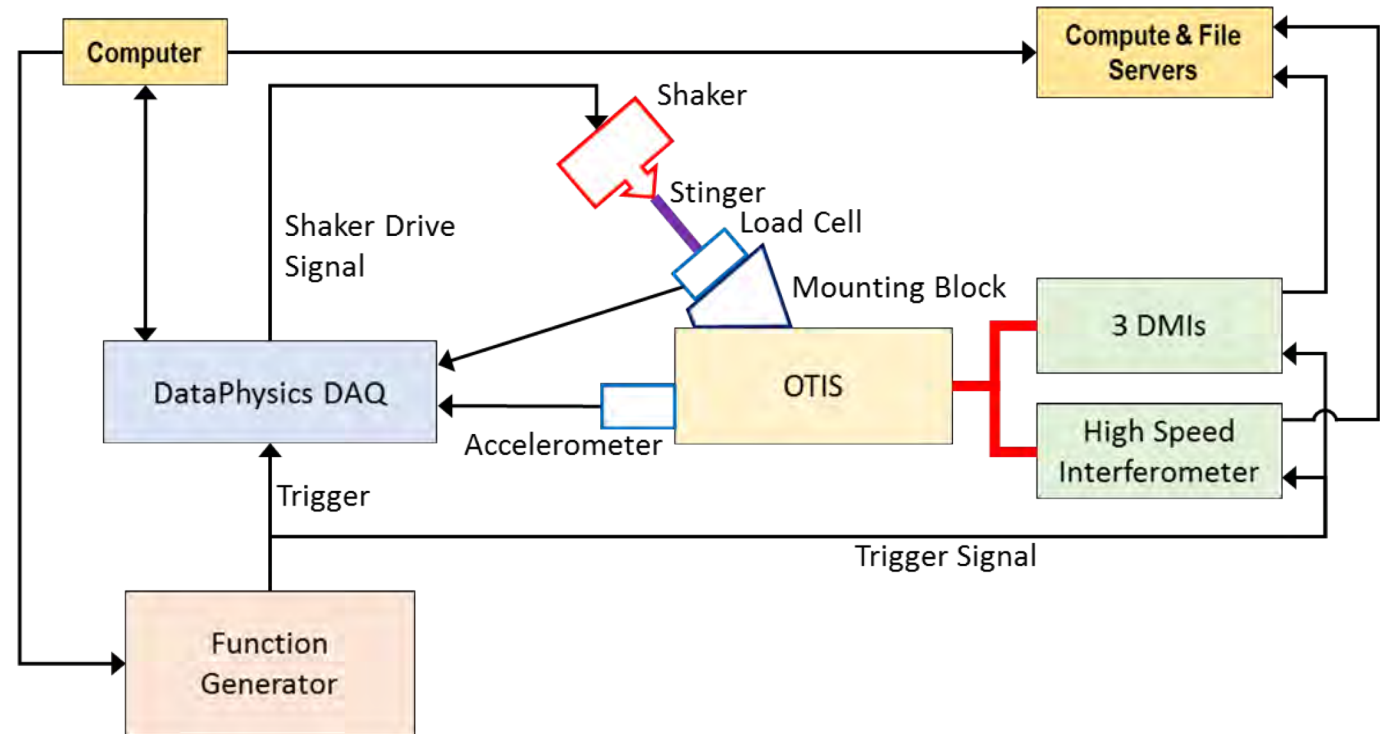 Computer
Compute & File
Servers
Shaker
Stinger
Load Cell
Shaker Drive
Signal
Mounting Block
3 DMIs
DataPhysics DAQ
OTIS
Accelerometer
High Speed
Interferometer
Trigger
Trigger Signal
Function
Generator